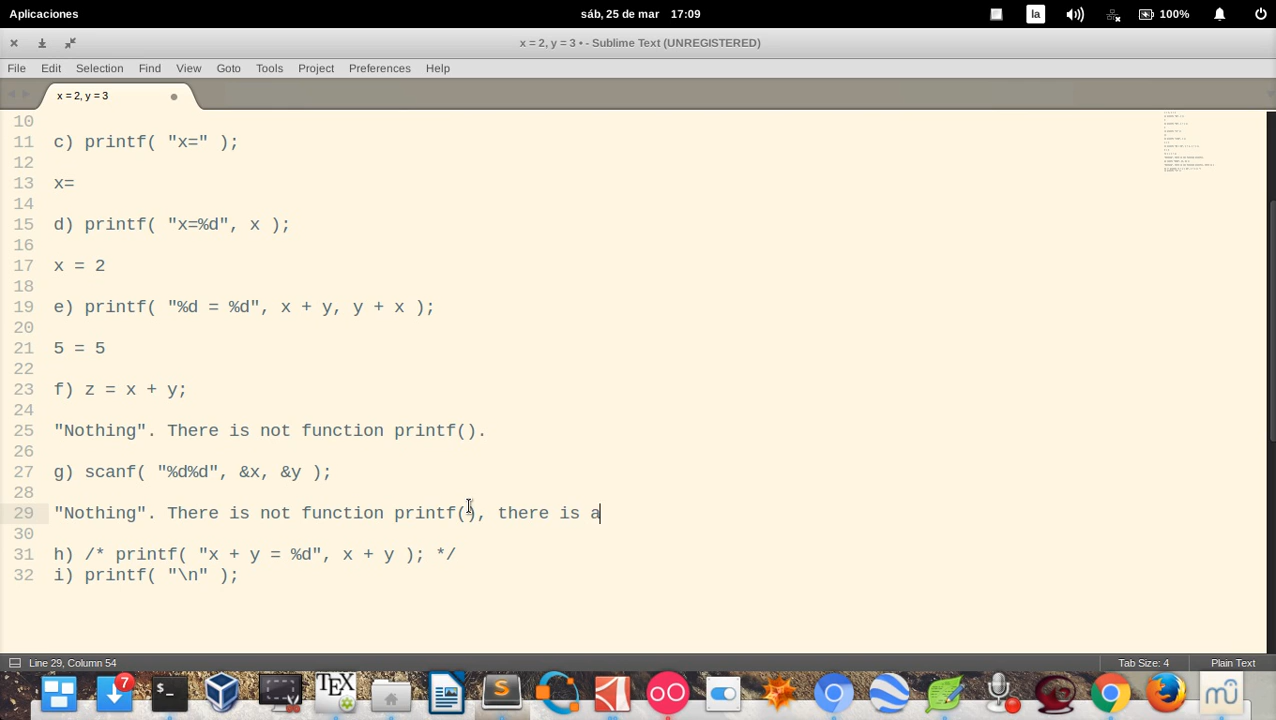 Aplicaciones
sáb, 25 de mar 17:09
la
100%
x = 2, y = 3 • - Sublime Text (UNREGISTERED)
File Edit Selection Find View Goto Tools Project Preferences Help
x = 2, y = 3
10
11 c) printf( "x=" );
12
13 x=
14
15 d) printf( "x=%d", x );
16
17 x = 2
18
19 e) printf( "%d = %d", x + y, y + x );
20
21 5 = 5
22
23 f) z = x + y;
24
25 "Nothing". There is not function printf().
26
27 g) scanf( "%d%d", &x, &y );
28
29 "Nothing". There is not function printf(), there is a
30
31 h) /* printf( "x + y = %d", x + y ); */
32 i) printf( "\n" );
Line 29, Column 54
Tab Size: 4
Plain Text
7
>_
TEX
S
mu